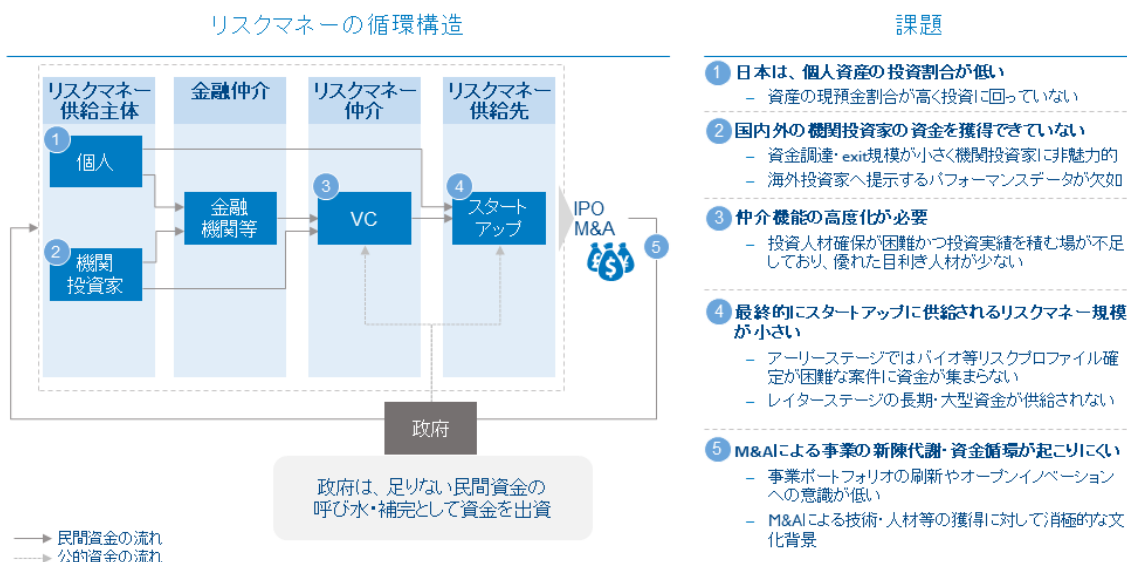 リスクマネーの循環構造
リスクマネー
供給主体
金融仲介
リスクマネー
仲介
リスクマネー
供給先
1
個人
2
機関
投資家
金融
機関等
3
VC
4
スタート
アップ
IPO
M&A
5
政府
政府は、足りない民間資金の
呼び水・補完として資金を出資
民間資金の流れ
公的資金の流れ
課題
1 日本は、個人資産の投資割合が低い
– 資産の現預金割合が高く投資に回っていない
2 国内外の機関投資家の資金を獲得できていない
– 資金調達・exit規模が小さく機関投資家に非魅力的
– 海外投資家へ提示するパフォーマンスデータが欠如
3 仲介機能の高度化が必要
– 投資人材確保が困難かつ投資実績を積む場が不足
しており、優れた目利き人材が少ない
4 最終的にスタートアップに供給されるリスクマネー規模
が小さい
– アーリーステージではバイオ等リスクプロファイル確
定が困難な案件に資金が集まらない
– レイターステージの長期・大型資金が供給されない
5 M&Aによる事業の新陳代謝・資金循環が起こりにくい
– 事業ポートフォリオの刷新やオープンイノベーション
への意識が低い
– M&Aによる技術・人材等の獲得に対して消極的な文
化背景